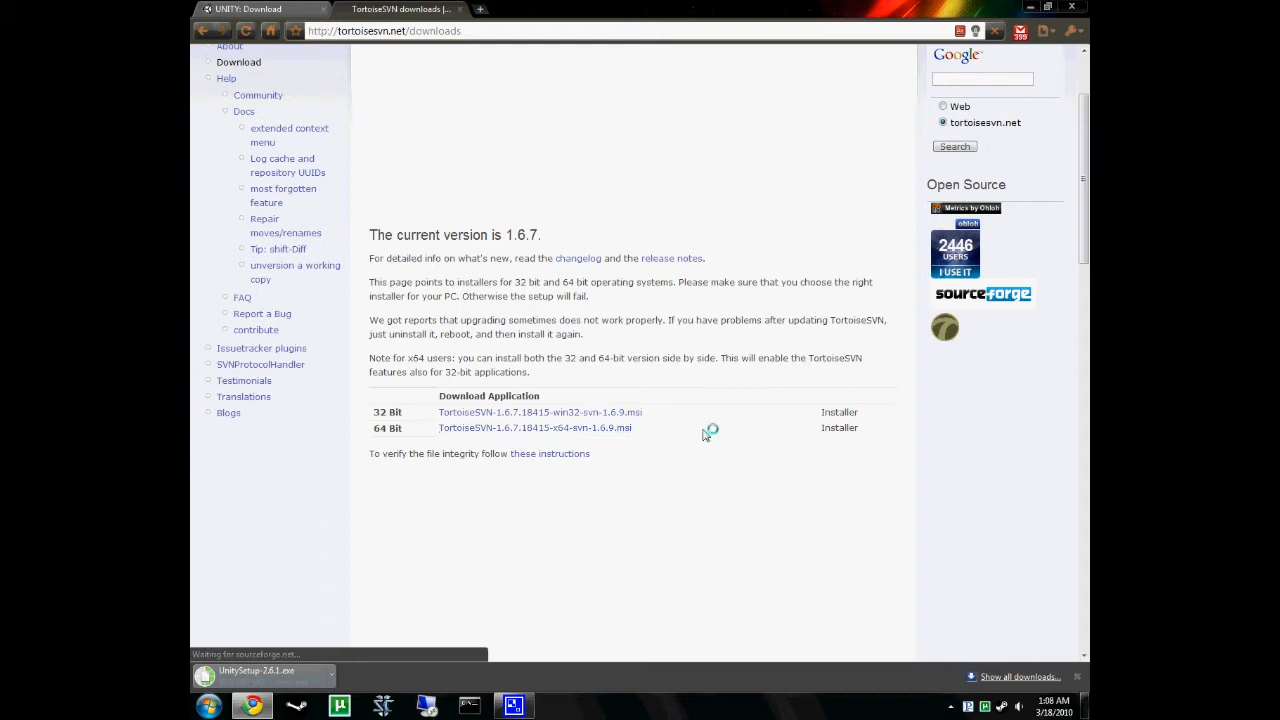 UNITY: Download
TortoiseSVN downloads |...
http://tortoisesvn.net/downloads
399
About
Download
Help
Community
Docs
extended context
menu
Log cache and
repository UUIDs
most forgotten
feature
Repair
moves/renames
Tip: shift-Diff
unversion a working
copy
FAQ
Report a Bug
contribute
Issuetracker plugins
SVNProtocolHandler
Testimonials
Translations
Blogs
The current version is 1.6.7.
For detailed info on what's new, read the changelog and the release notes.
This page points to installers for 32 bit and 64 bit operating systems. Please make sure that you choose the right
installer for your PC. Otherwise the setup will fail.
We got reports that upgrading sometimes does not work properly. If you have problems after updating TortoiseSVN,
just uninstall it, reboot, and then install it again.
Note for x64 users: you can install both the 32 and 64-bit version side by side. This will enable the TortoiseSVN
features also for 32-bit applications.
Download Application
32 Bit TortoiseSVN-1.6.7.18415-win32-svn-1.6.9.msi Installer
64 Bit TortoiseSVN-1.6.7.18415-x64-svn-1.6.9.msi Installer
To verify the file integrity follow these instructions
Google™
Web
tortoisesvn.net
Search
Open Source
Metrics by Ohloh
ohloh
2446
USERS
I USE IT
sourceforge
Waiting for sourceforge.net...
UnitySetup-2.6.1.exe
Show all downloads...
1:08 AM
3/18/2010